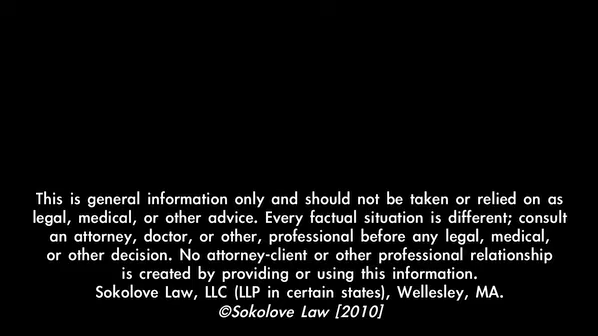 This is general information only and should not be taken or relied on as
legal, medical, or other advice. Every factual situation is different; consult
an attorney, doctor, or other, professional before any legal, medical,
or other decision. No attorney-client or other professional relationship
is created by providing or using this information.
Sokolove Law, LLC (LLP in certain states), Wellesley, MA.
©Sokolove Law [2010]